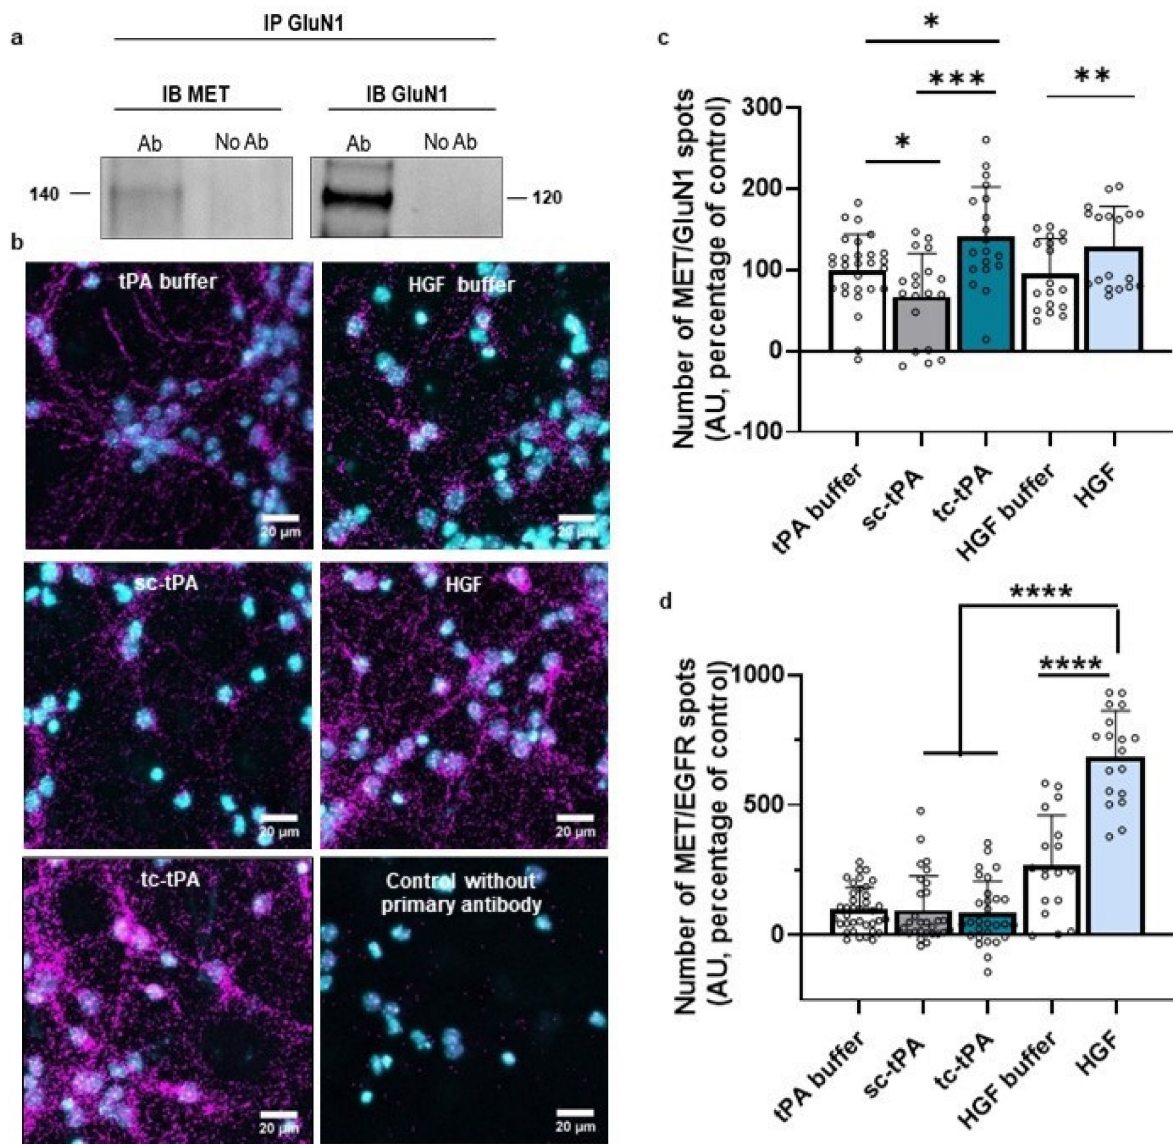 a
IP GluN1
IB MET
IB GluN1
Ab
No Ab
Ab
No Ab
140
120
b
tPA buffer
20 µm
HGF buffer
20 µm
sc-tPA
20 µm
HGF
20 µm
tc-tPA
20 µm
Control without
primary antibody
20 µm
c
*
***
**
*
Number of MET/GluN1 spots
(AU, percentage of control)
300
200
100
0
-100
tPA buffer
sc-tPA
tc-tPA
HGF buffer
HGF
d
****
****
Number of MET/EGFR spots
(AU, percentage of control)
1000
500
0
tPA buffer
sc-tPA
tc-tPA
HGF buffer
HGF